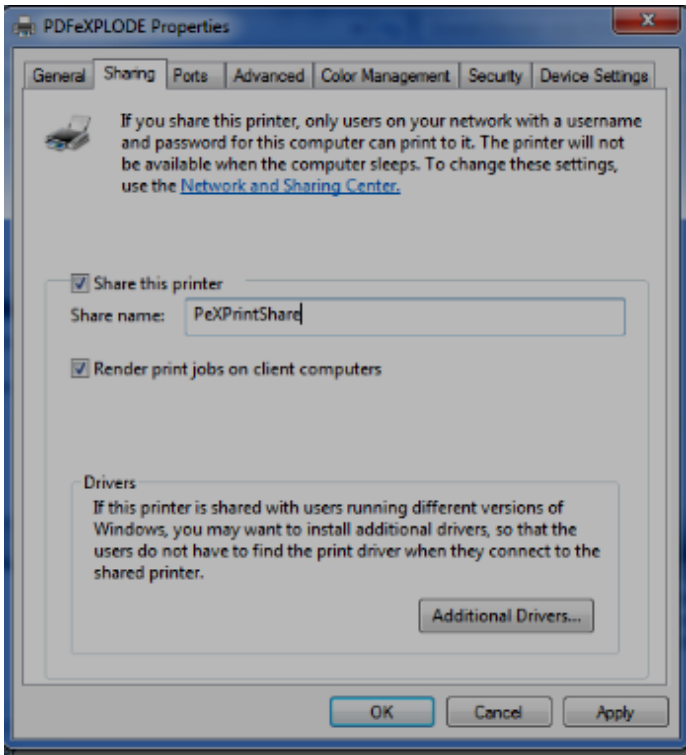 PDFeXPLODE Properties
General Sharing Ports Advanced Color Management Security Device Settings
If you share this printer, only users on your network with a username
and password for this computer can print to it. The printer will not
be available when the computer sleeps. To change these settings,
use the Network and Sharing Center.
Share this printer
Share name: PeXPrintShare
Render print jobs on client computers
Drivers
If this printer is shared with users running different versions of
Windows, you may want to install additional drivers, so that the
users do not have to find the print driver when they connect to the
shared printer.
Additional Drivers...
OK Cancel Apply